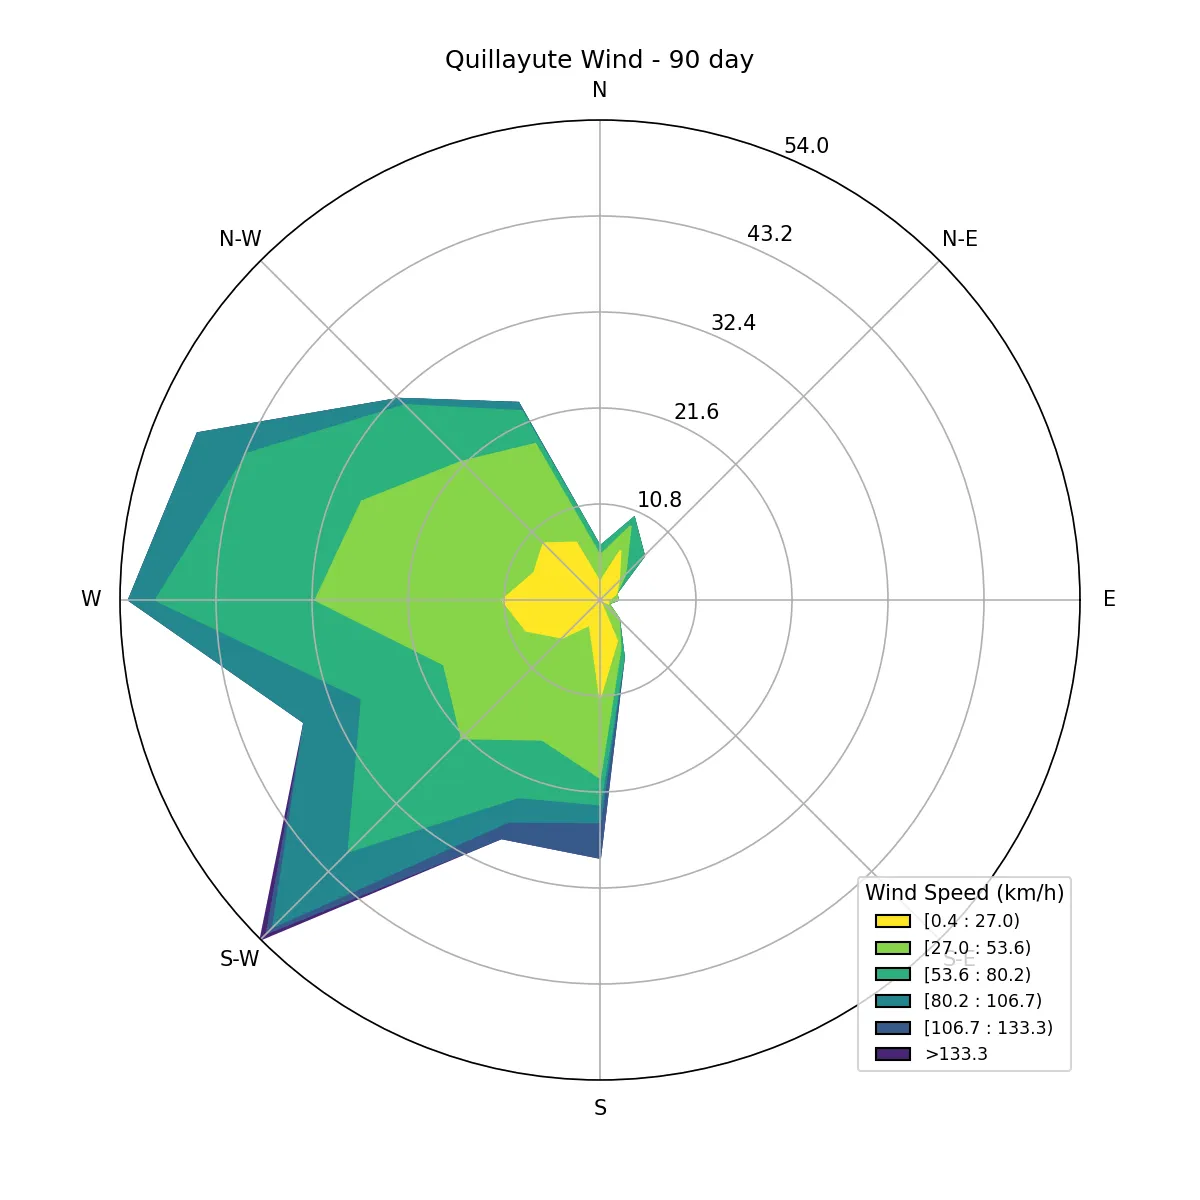 Quillayute Wind - 90 day
N
54.0
N-W
43.2
N-E
32.4
21.6
10.8
W
E
Wind Speed (km/h)
[0.4 : 27.0)
[27.0 : 53.6)
S-W
S-E
[53.6 : 80.2)
[80.2 : 106.7)
[106.7 : 133.3)
>133.3
S